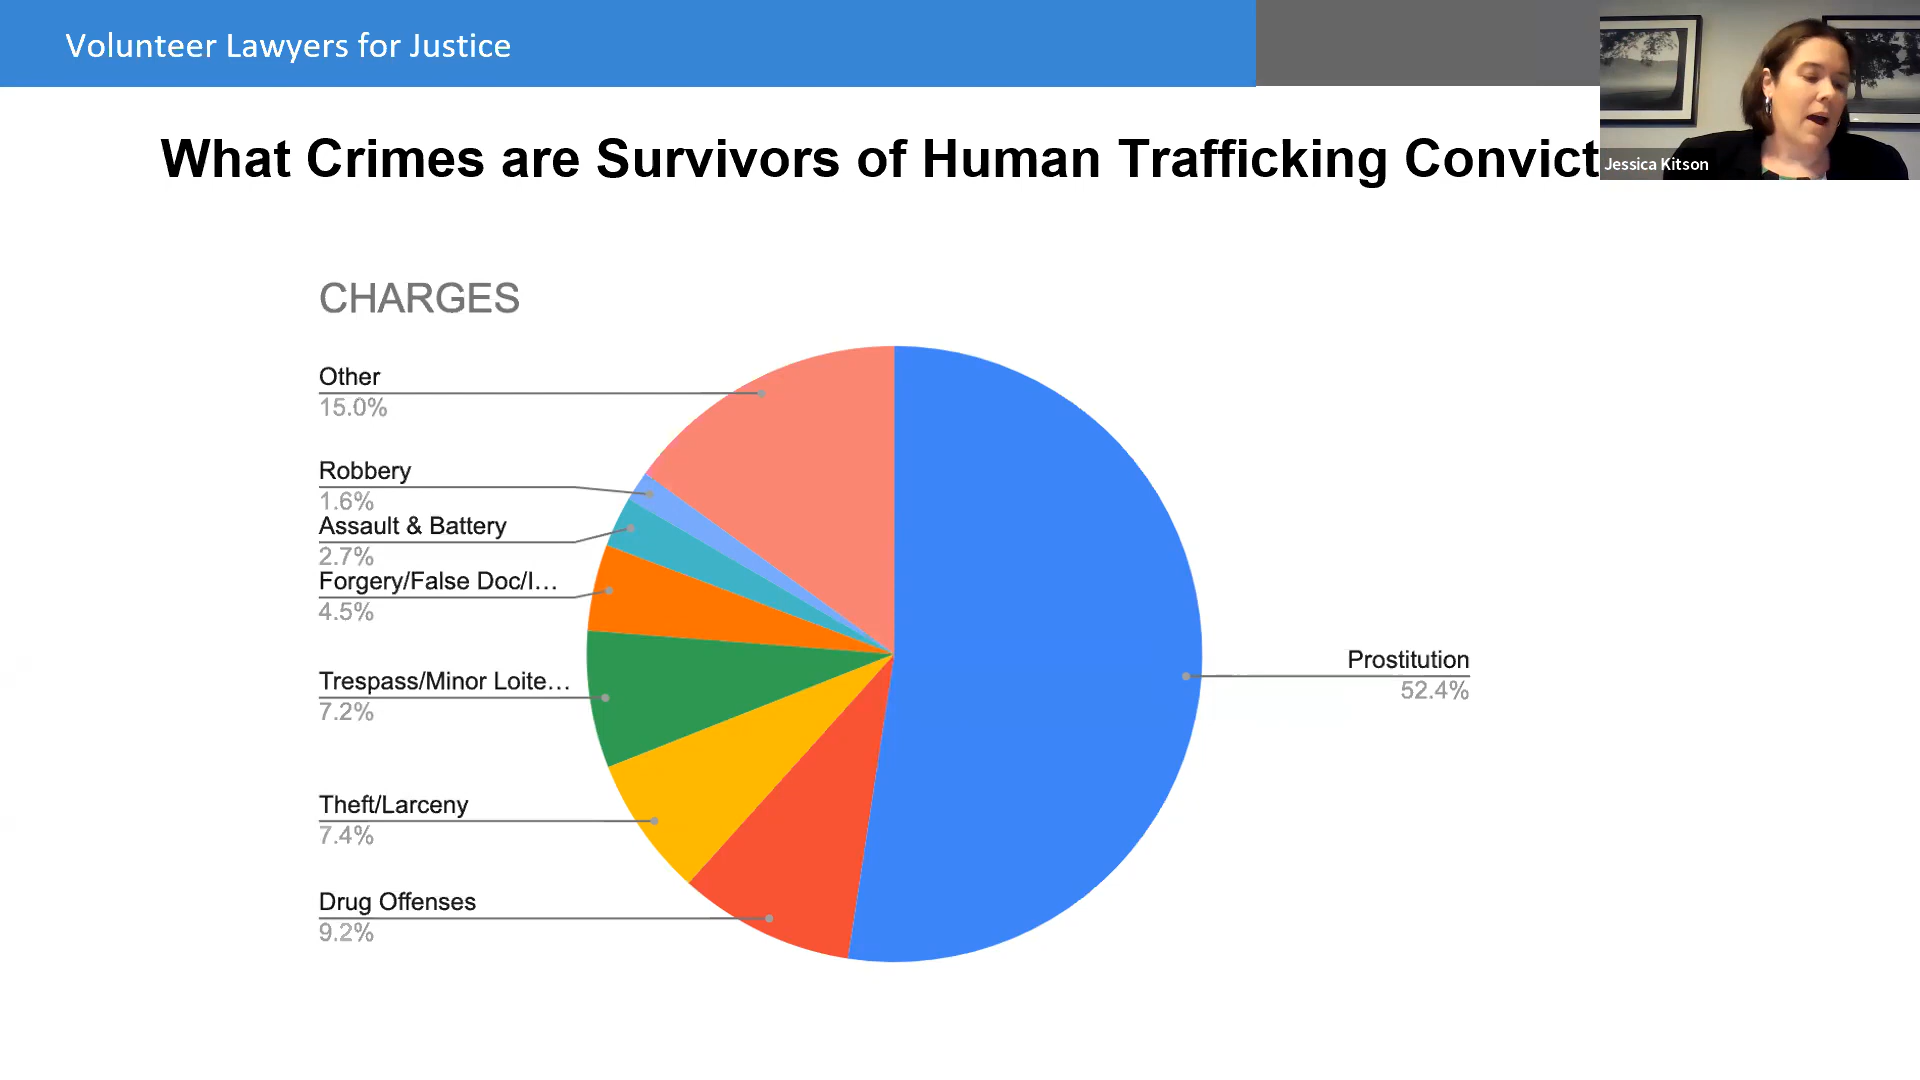 Volunteer Lawyers for Justice
Jessica Kitson
What Crimes are Survivors of Human Trafficking Convict
CHARGES
Other
15.0%
Robbery
1.6%
Assault & Battery
2.7%
Forgery/False Doc/I…
4.5%
Trespass/Minor Loite…
7.2%
Theft/Larceny
7.4%
Drug Offenses
9.2%
Prostitution
52.4%